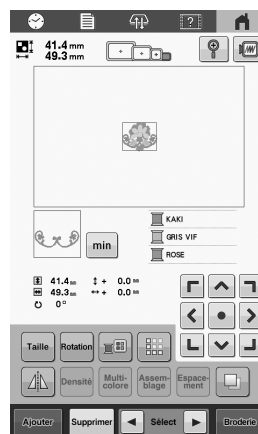 ?
41.4 mm
49.3 mm
KAKI
GRIS VIF
ROSE
min
41.4 mm + 0.0 mm
49.3 mm + 0.0 mm
0°
Taille Rotation
Densité Multi-colore Assem-blage Espace-ment
Ajouter Supprimer Sélect Broderie